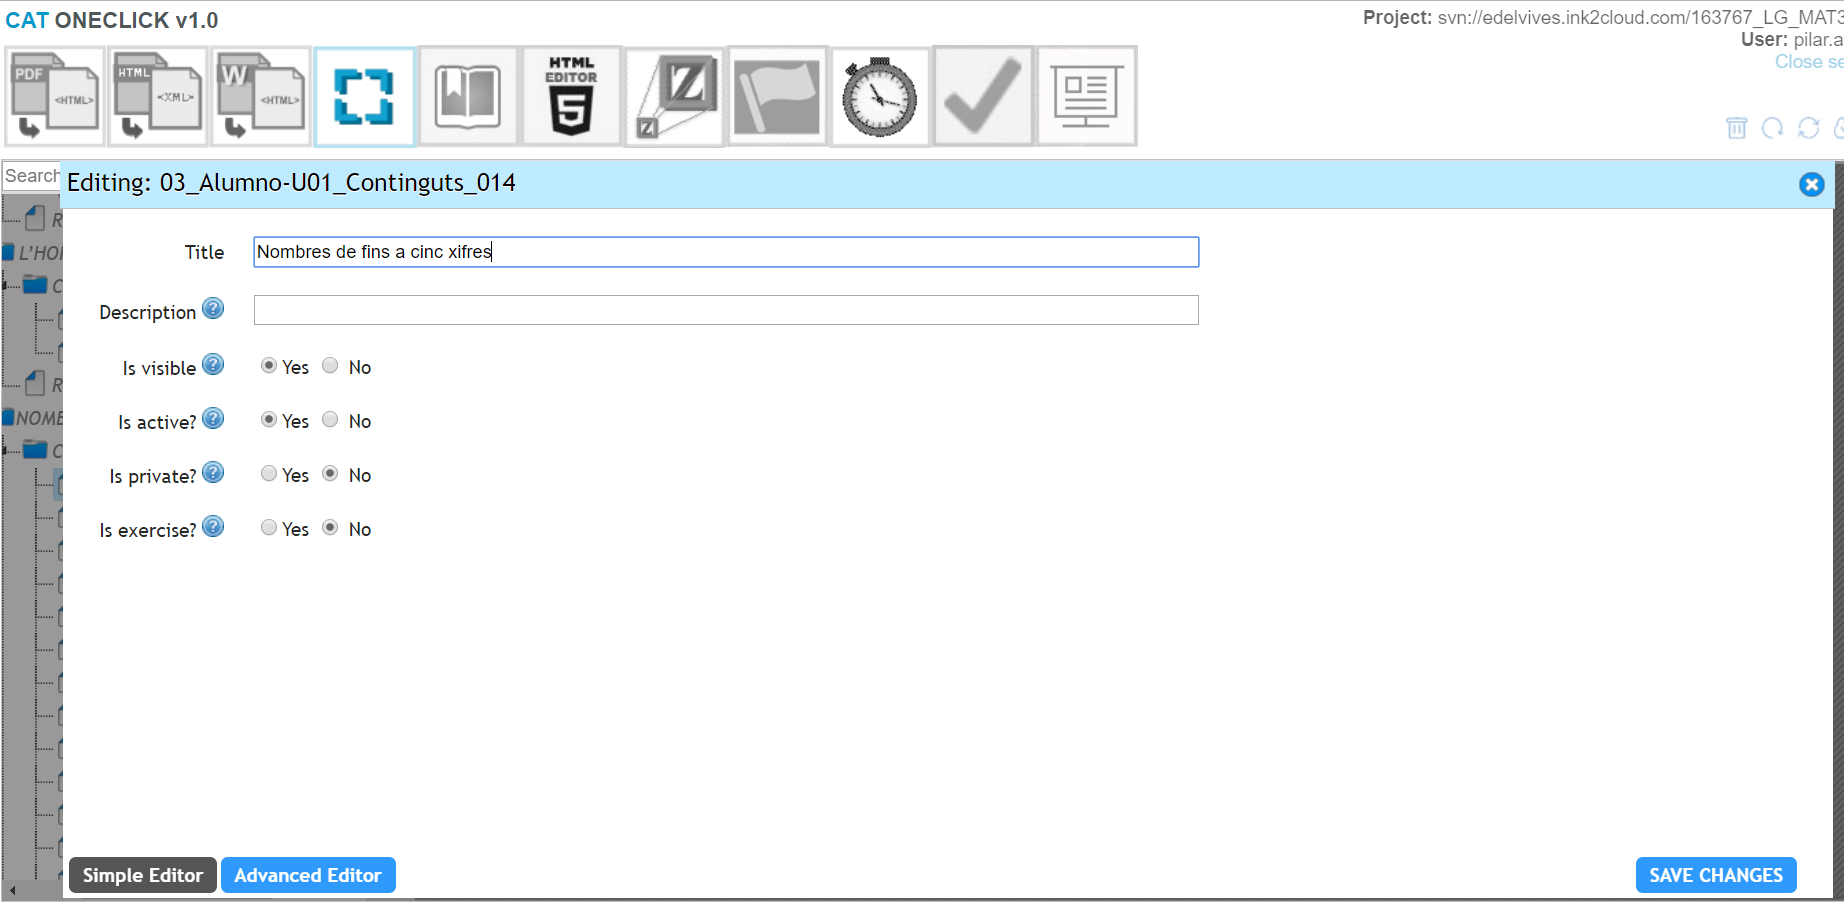 CAT ONECLICK v1.0
Project: svn://edelvives.ink2cloud.com/163767_LG_MAT3
User: pilar.a
Close se
PDF <HTML>
HTML <XML>
W <HTML>
HTML EDITOR 5
Z Z
Search
Editing: 03_Alumno-U01_Continguts_014
R
L'HO
C
R
NOME
C
Title Nombres de fins a cinc xifres
Description ?
Is visible ? Yes No
Is active? ? Yes No
Is private? ? Yes No
Is exercise? ? Yes No
Simple Editor Advanced Editor SAVE CHANGES